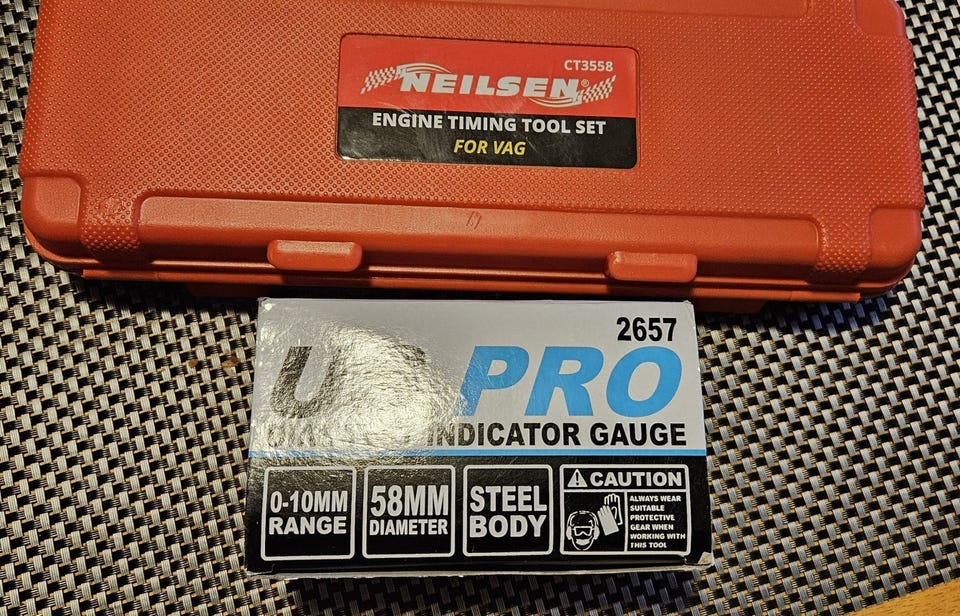 CT3558
NEILSEN®
ENGINE TIMING TOOL SET
FOR VAG
2657
PRO
INDICATOR GAUGE
0-10MM
RANGE
58MM
DIAMETER
STEEL
BODY
CAUTION
ALWAYS WEAR
SUITABLE
PROTECTIVE
GEAR WHEN
WORKING WITH
THIS TOOL